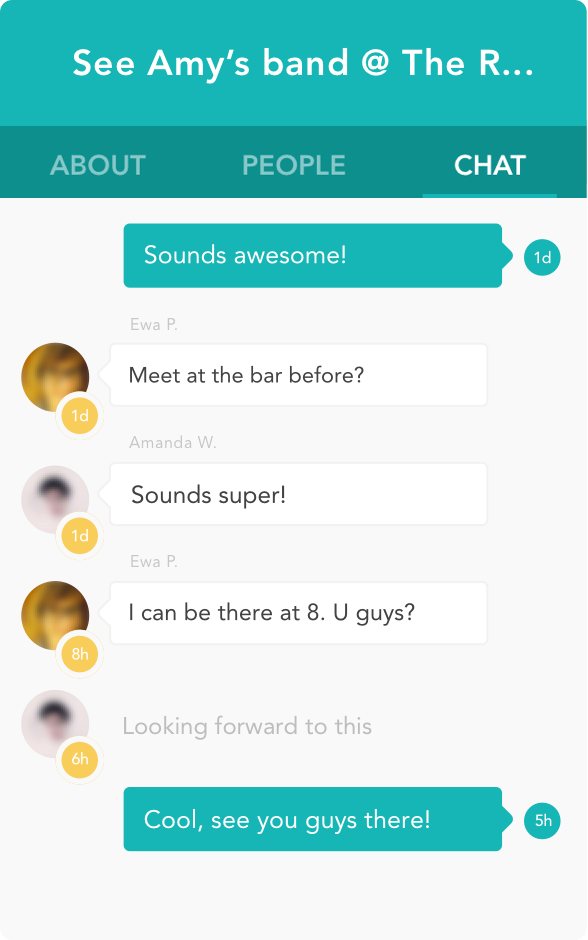 See Amy’s band @ The R...
ABOUT PEOPLE CHAT
Sounds awesome! 1d
Ewa P.
Meet at the bar before?
1d
Amanda W.
Sounds super!
1d
Ewa P.
I can be there at 8. U guys?
8h
Looking forward to this
6h
Cool, see you guys there! 5h